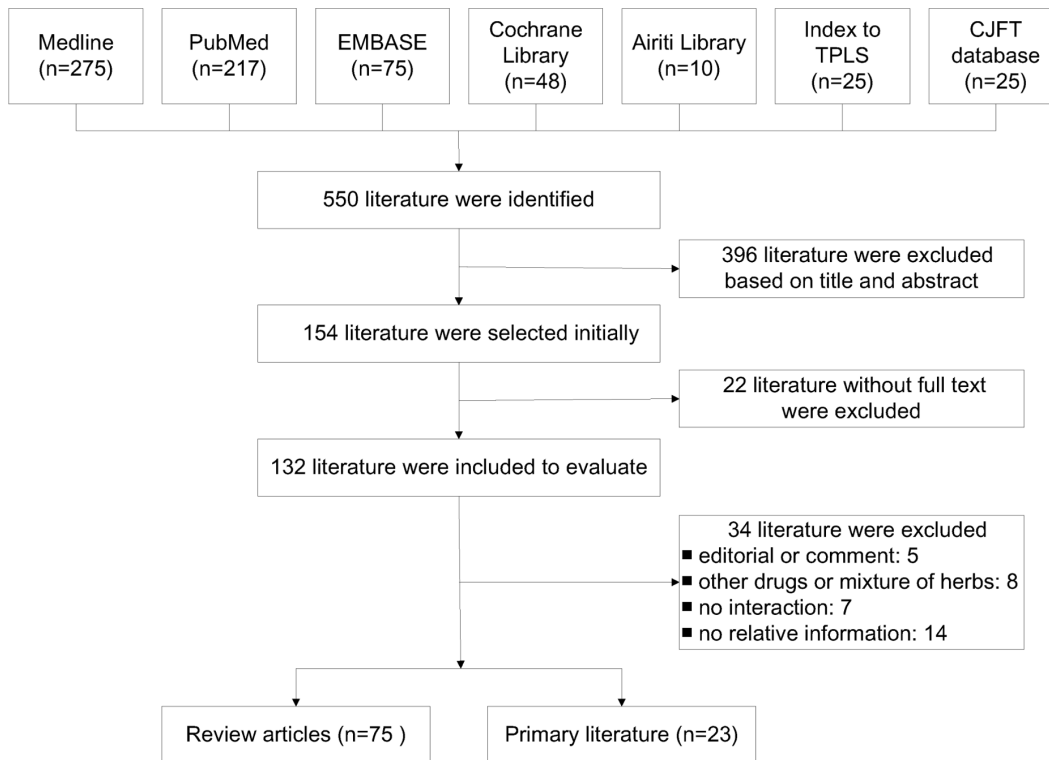 Medline
(n=275)
PubMed
(n=217)
EMBASE
(n=75)
Cochrane
Library
(n=48)
Airiti Library
(n=10)
Index to
TPLS
(n=25)
CJFT
database
(n=25)
550 literature were identified
396 literature were excluded
based on title and abstract
154 literature were selected initially
22 literature without full text
were excluded
132 literature were included to evaluate
34 literature were excluded
■ editorial or comment: 5
■ other drugs or mixture of herbs: 8
■ no interaction: 7
■ no relative information: 14
Review articles (n=75 )
Primary literature (n=23)